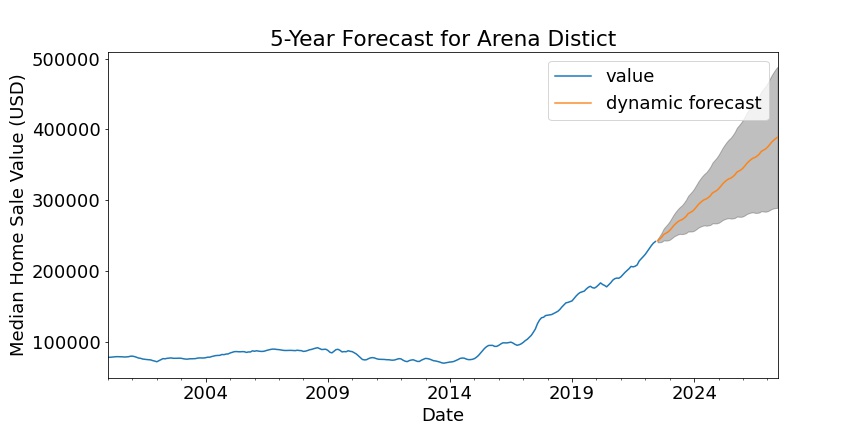 5-Year Forecast for Arena Distict
500000
400000
300000
200000
100000
Median Home Sale Value (USD)
value
dynamic forecast
2004
2009
2014
2019
2024
Date